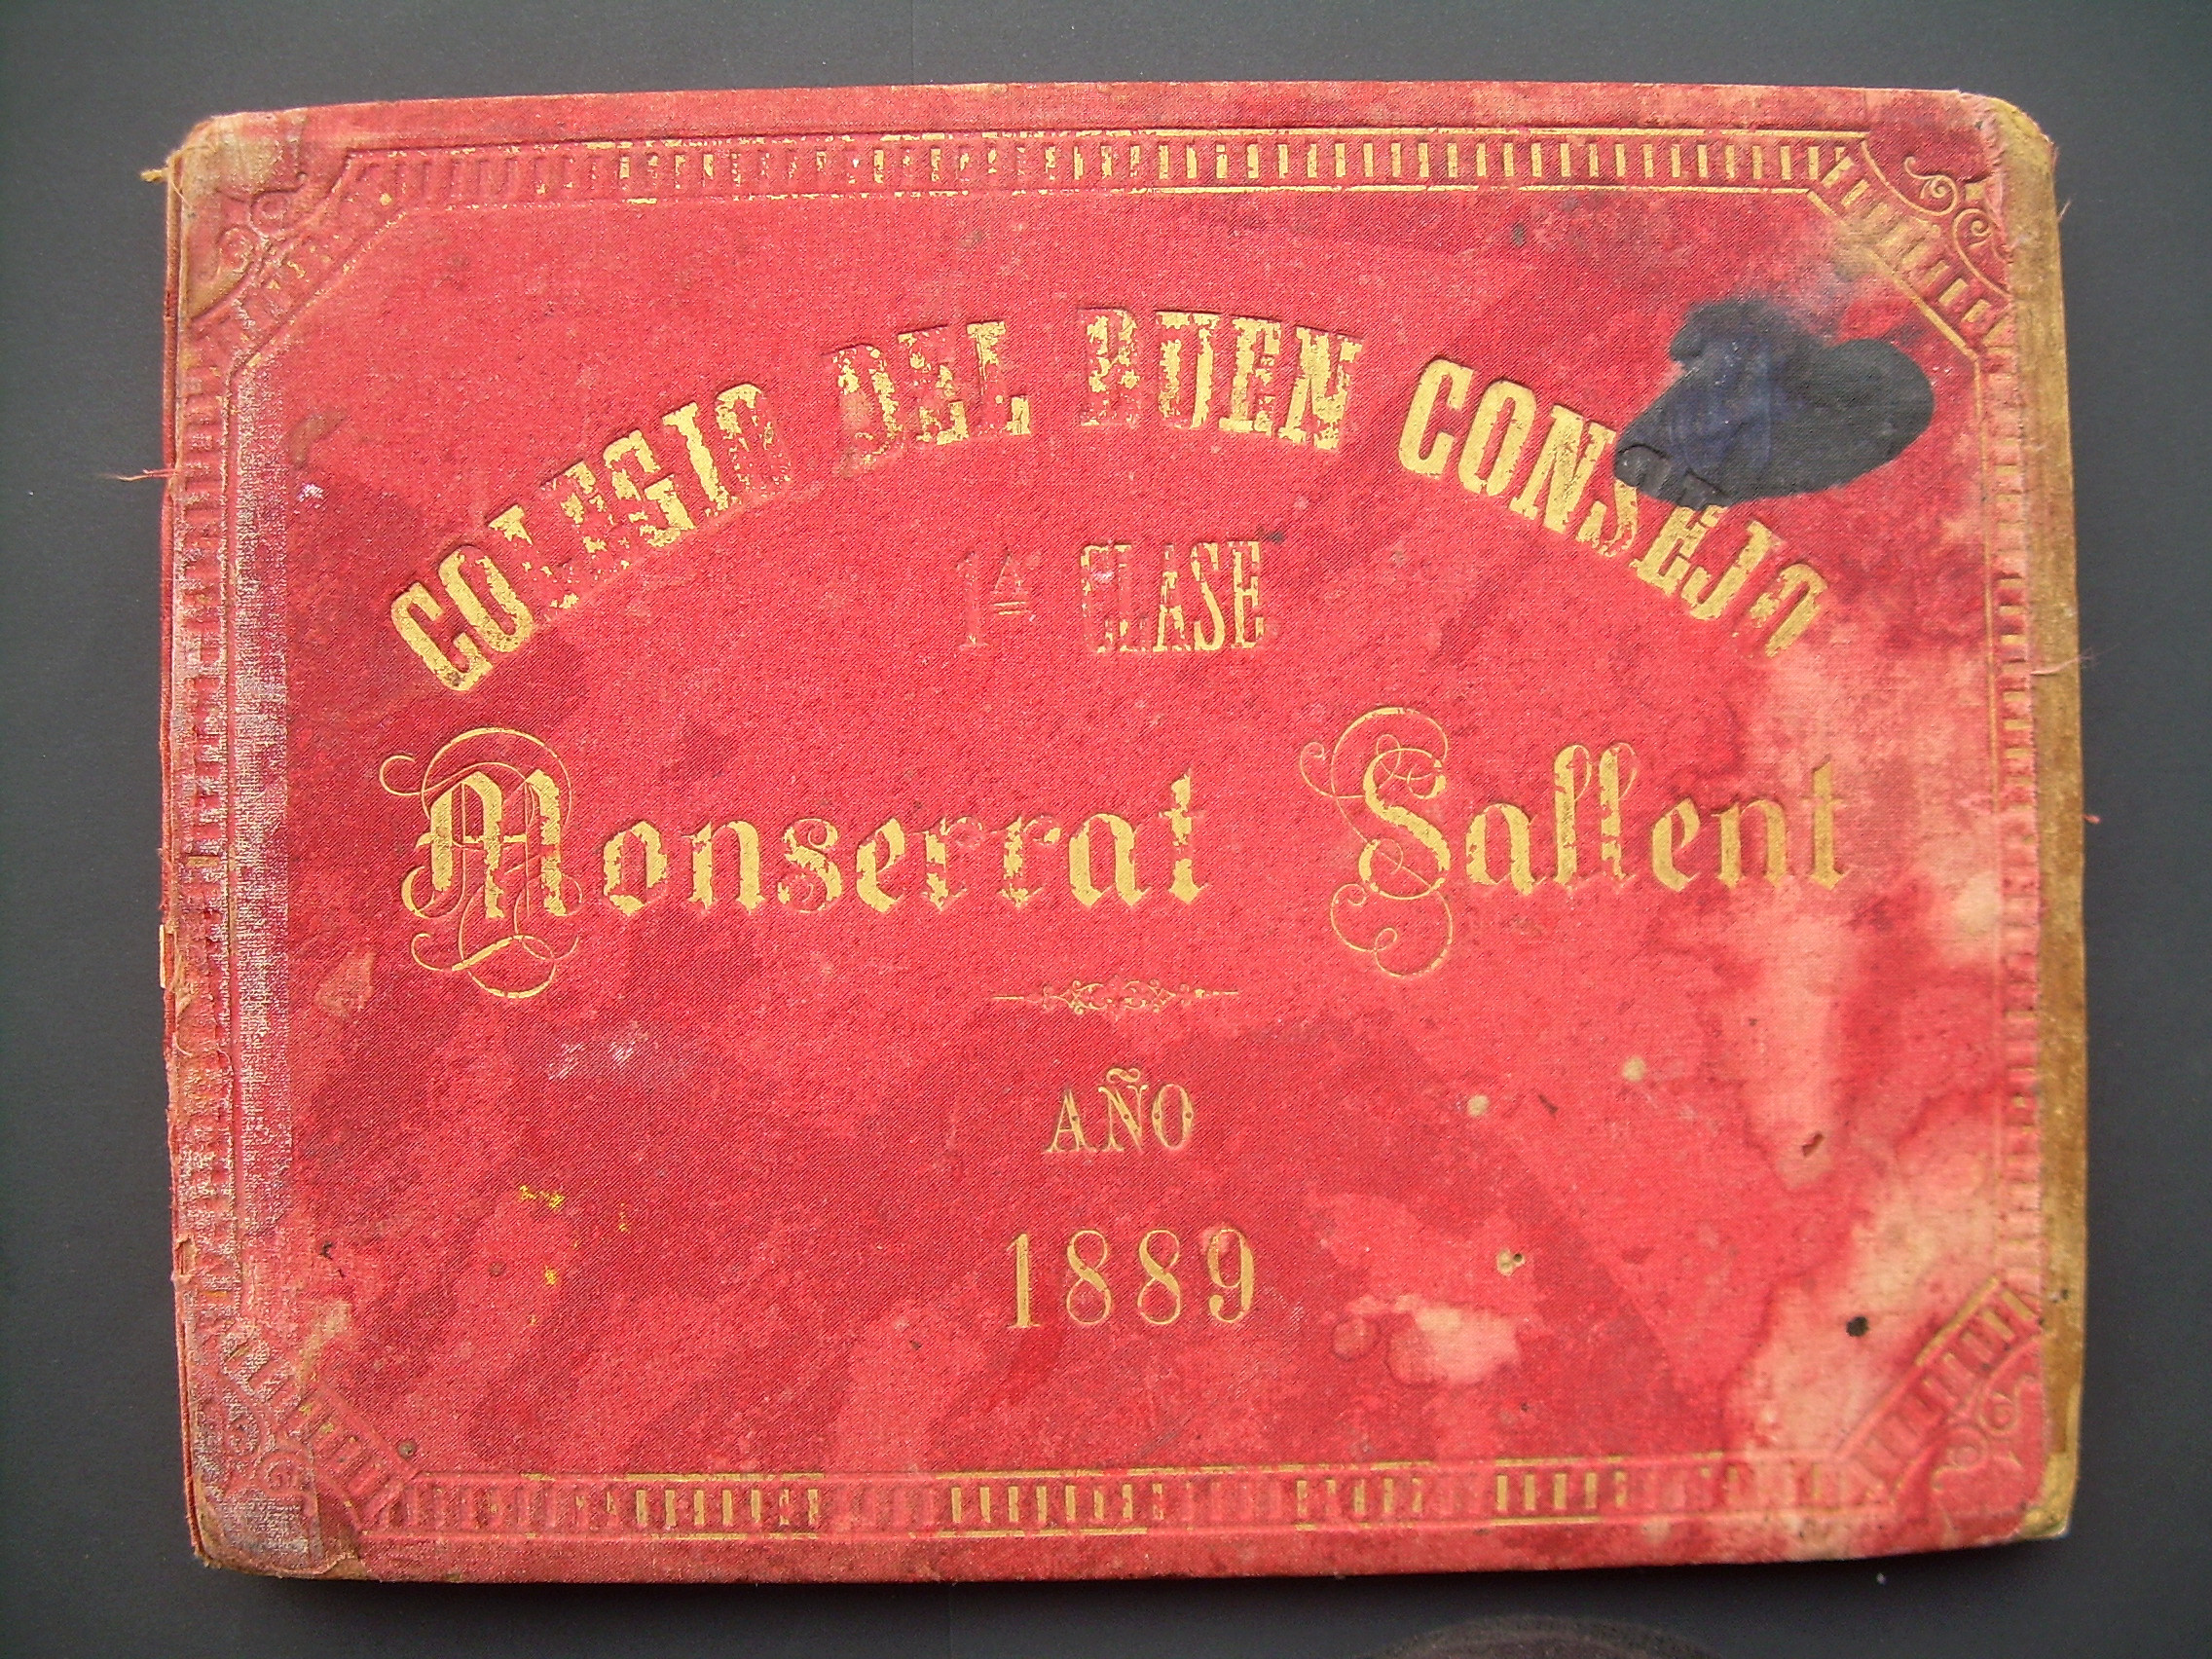 COLEGIO DEL BUEN CONSEJO
1ª CLASE
Monserrat Sallent
AÑO
1889